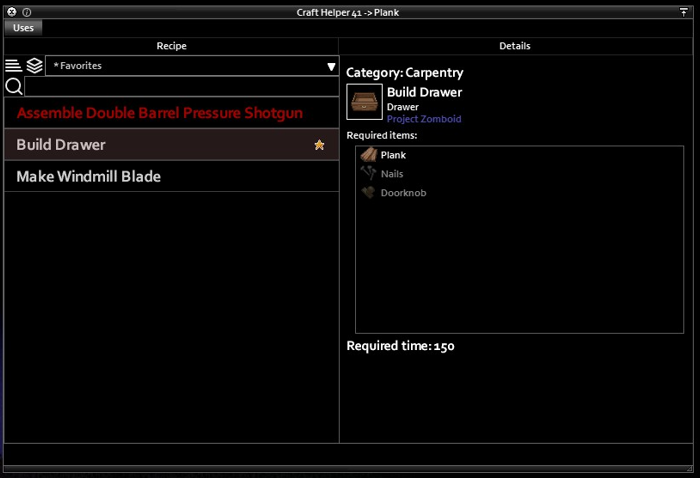 Craft Helper 41 -> Plank
Uses
Recipe
Details
* Favorites
Assemble Double Barrel Pressure Shotgun
Build Drawer
Make Windmill Blade
Category: Carpentry
Build Drawer
Drawer
Project Zomboid
Required items:
Plank
Nails
Doorknob
Required time: 150